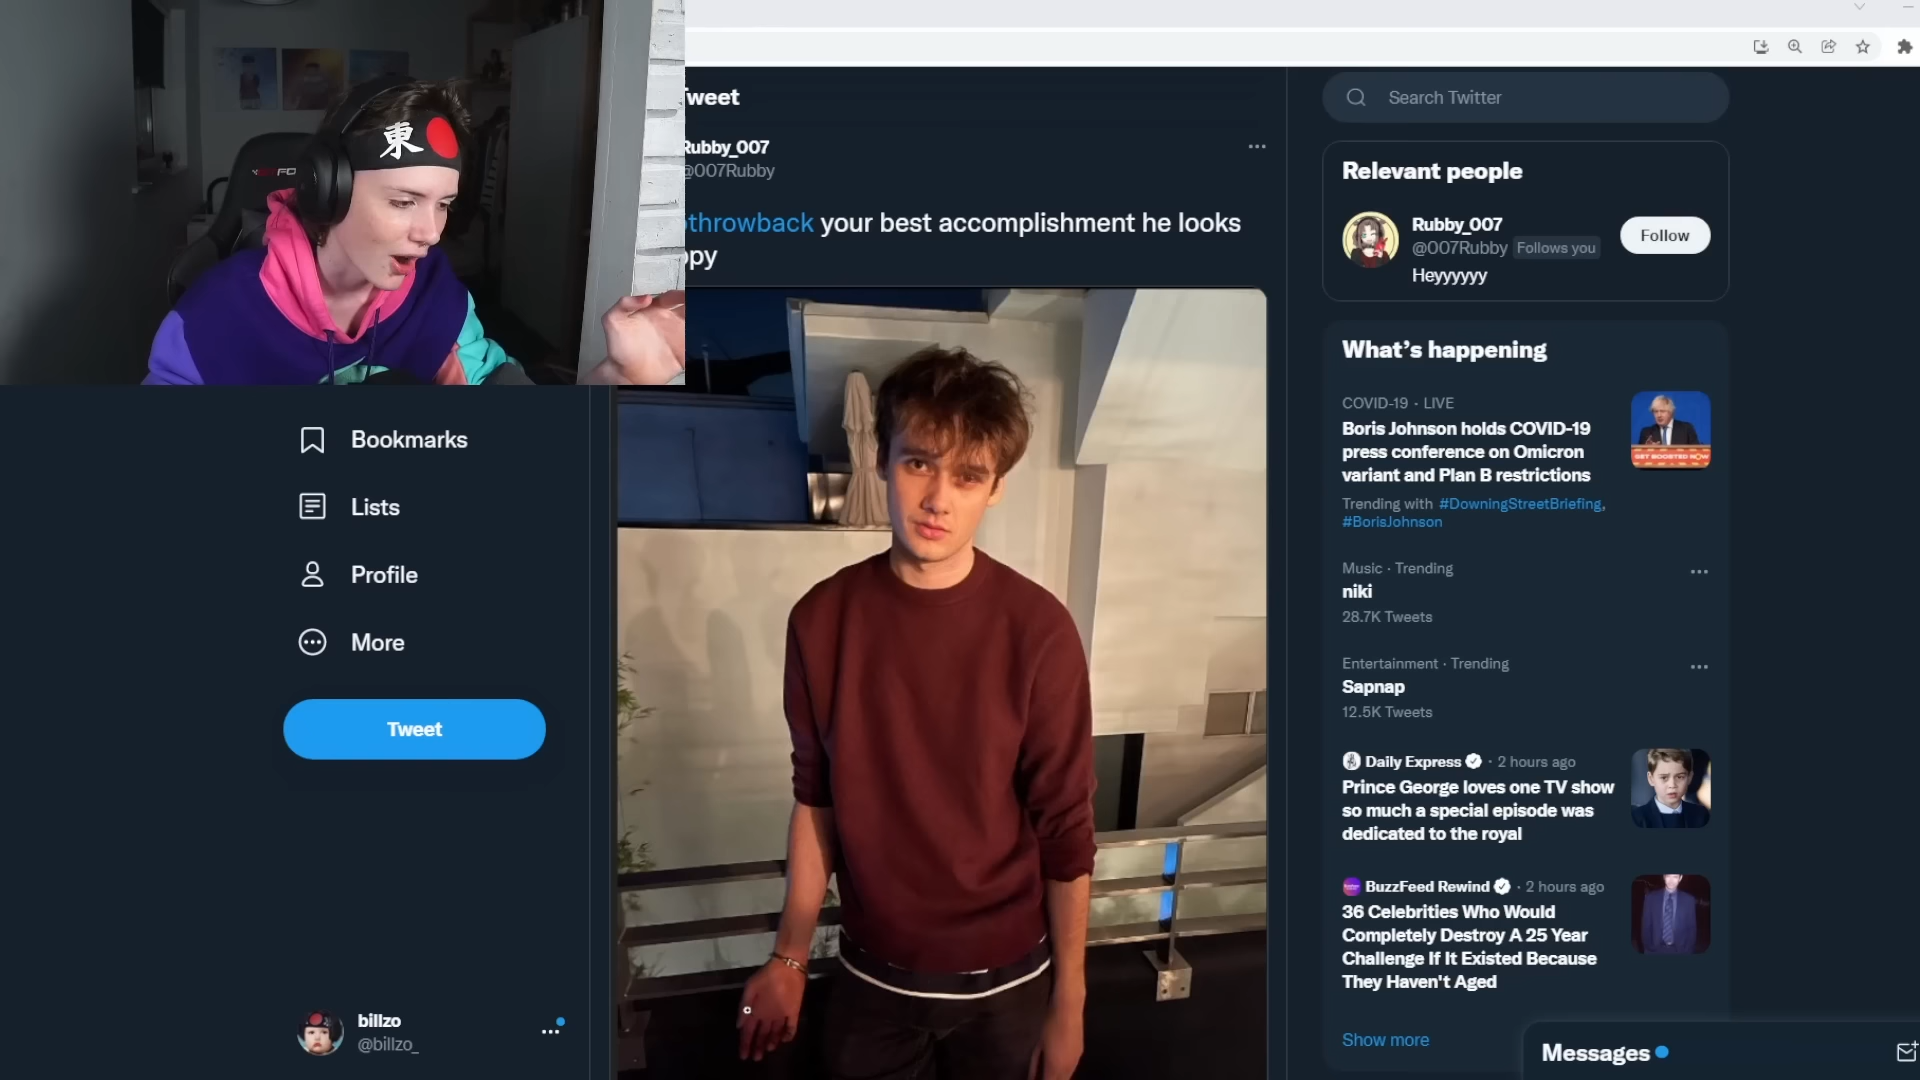 東
Tweet
Rubby_007
@007Rubby
throwback your best accomplishment he looks
Bookmarks
Lists
Profile
More
Tweet
billzo
@billzo_
Search Twitter
Relevant people
Rubby_007
@007Rubby Follows you
Follow
Heyyyyyy
What's happening
COVID-19 · LIVE
Boris Johnson holds COVID-19
press conference on Omicron
variant and Plan B restrictions
GET BOOSTED NOW
Trending with #DowningStreetBriefing,
#BorisJohnson
Music · Trending
niki
28.7K Tweets
Entertainment · Trending
Sapnap
12.5K Tweets
Daily Express · 2 hours ago
Prince George loves one TV show
so much a special episode was
dedicated to the royal
BuzzFeed Rewind · 2 hours ago
36 Celebrities Who Would
Completely Destroy A 25 Year
Challenge If It Existed Because
They Haven't Aged
Show more
Messages